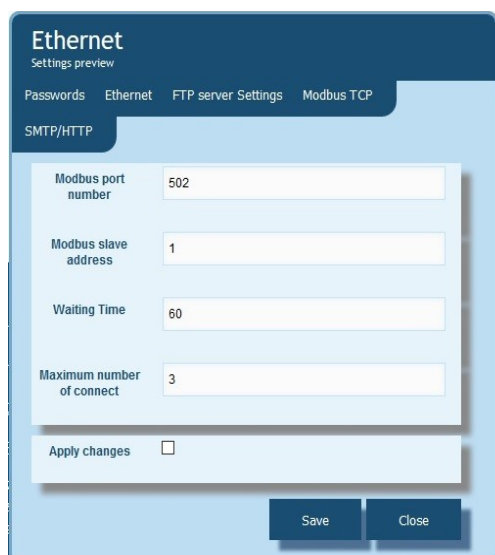 Ethernet
Settings preview
Passwords Ethernet FTP server Settings Modbus TCP
SMTP/HTTP
Modbus port
number
502
Modbus slave
address
1
Waiting Time
60
Maximum number
of connect
3
Apply changes
Save Close